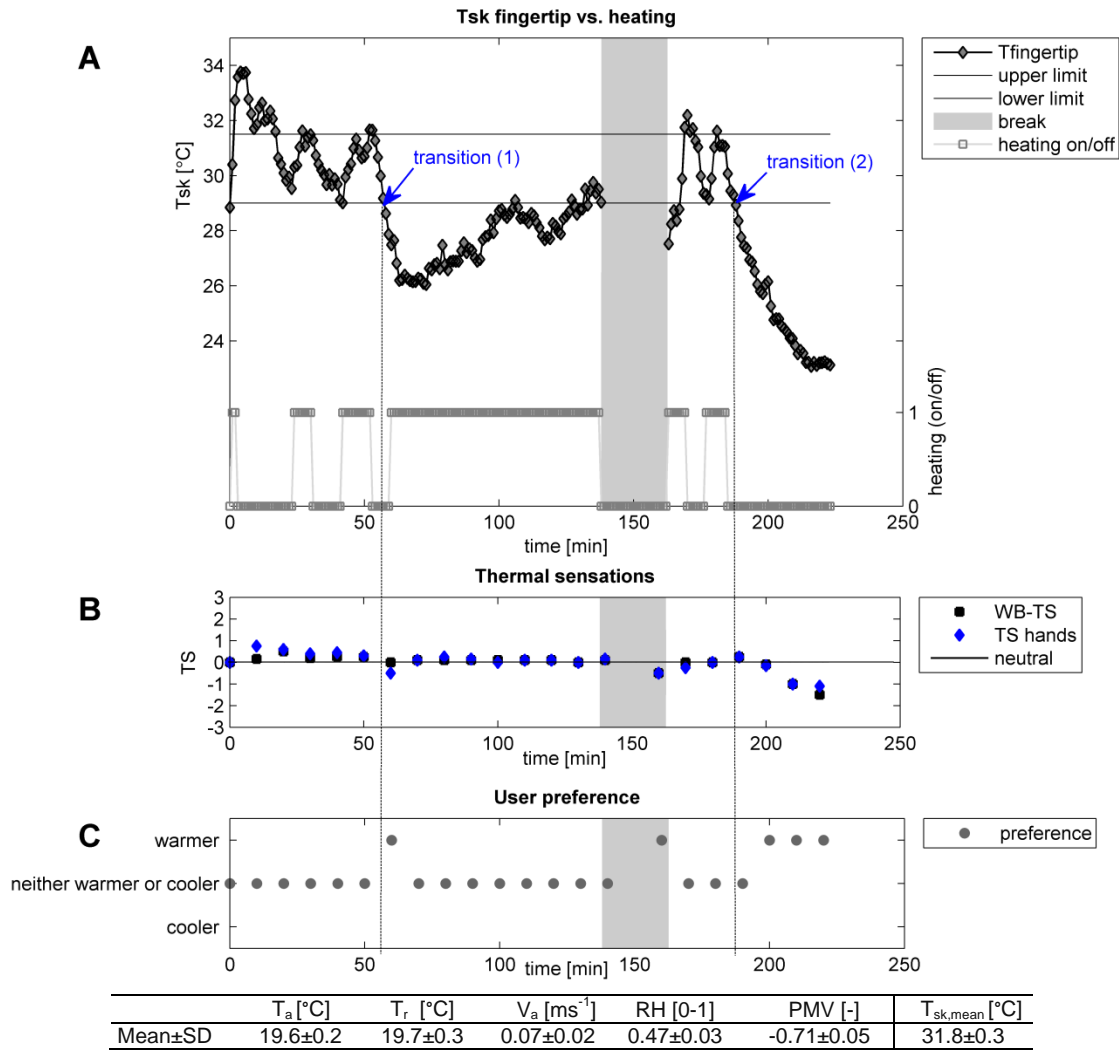 Tsk fingertip vs. heating
A
34
32
30
28
26
24
Tsk [°C]
transition (1)
transition (2)
Tfingertip
upper limit
lower limit
break
heating on/off
1
0
heating (on/off)
0 50 100 150 200 250
time [min]
Thermal sensations
B
3
2
1
0
-1
-2
-3
TS
WB-TS
TS hands
neutral
0 50 100 150 200 250
time [min]
User preference
C
warmer
neither warmer or cooler
cooler
preference
0 50 100 150 200 250
time [min]
Ta [°C] Tr [°C] Va [ms-1] RH [0-1] PMV [-] Tsk,mean [°C]
Mean±SD 19.6±0.2 19.7±0.3 0.07±0.02 0.47±0.03 -0.71±0.05 31.8±0.3